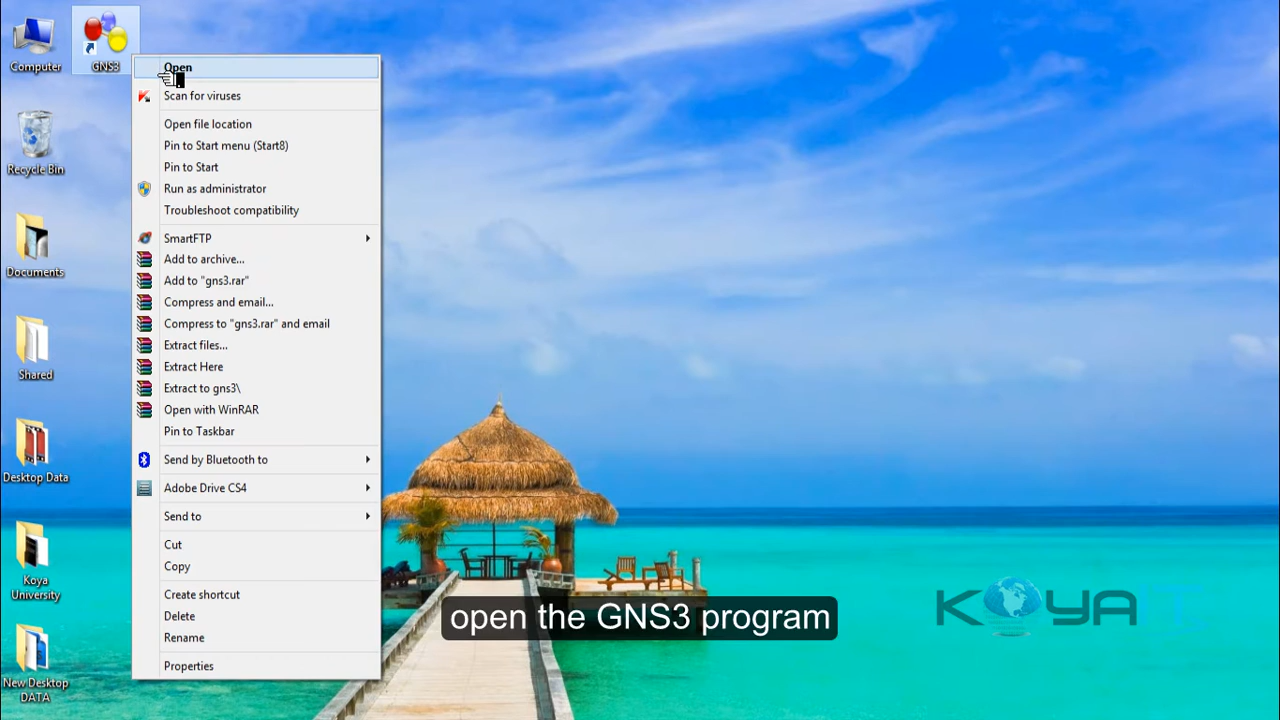 Computer
GNS3
Recycle Bin
Documents
Shared
Desktop Data
Koya
University
New Desktop
DATA
Open
Scan for viruses
Open file location
Pin to Start menu (Start8)
Pin to Start
Run as administrator
Troubleshoot compatibility
SmartFTP
Add to archive...
Add to "gns3.rar"
Compress and email...
Compress to "gns3.rar" and email
Extract files...
Extract Here
Extract to gns3\
Open with WinRAR
Pin to Taskbar
Send by Bluetooth to
Adobe Drive CS4
Send to
Cut
Copy
Create shortcut
Delete
Rename
Properties
open the GNS3 program
KOYA IT